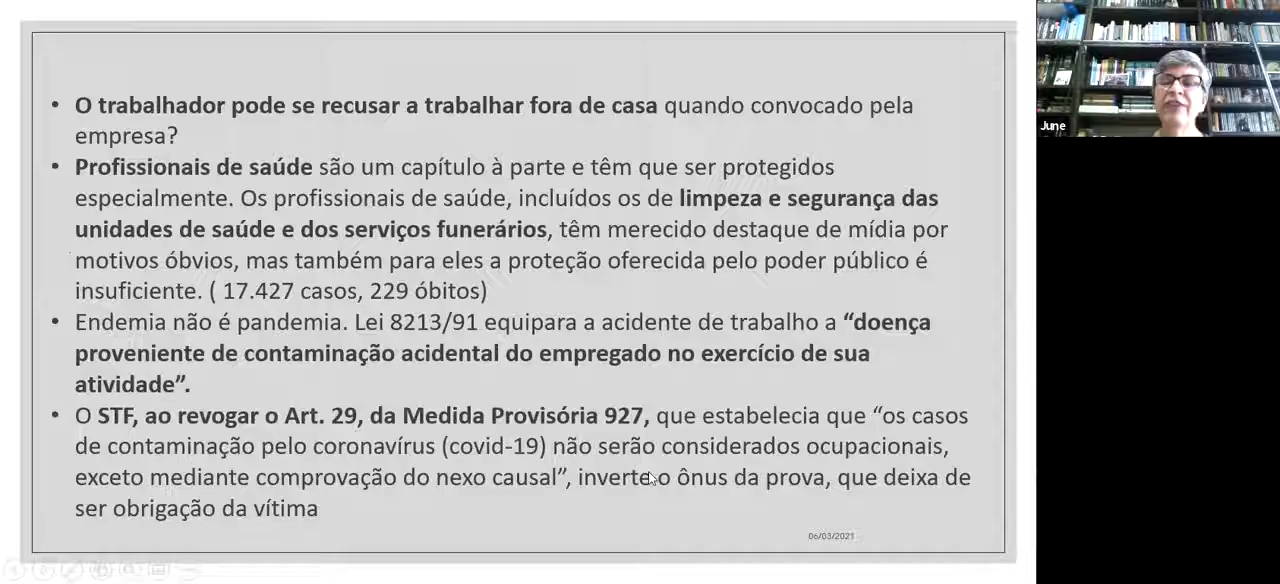 • O trabalhador pode se recusar a trabalhar fora de casa quando convocado pela
empresa?
• Profissionais de saúde são um capítulo à parte e têm que ser protegidos
especialmente. Os profissionais de saúde, incluídos os de limpeza e segurança das
unidades de saúde e dos serviços funerários, têm merecido destaque de mídia por
motivos óbvios, mas também para eles a proteção oferecida pelo poder público é
insuficiente. ( 17.427 casos, 229 óbitos)
• Endemia não é pandemia. Lei 8213/91 equipara a acidente de trabalho a “doença
proveniente de contaminação acidental do empregado no exercício de sua
atividade”.
• O STF, ao revogar o Art. 29, da Medida Provisória 927, que estabelecia que “os casos
de contaminação pelo coronavírus (covid-19) não serão considerados ocupacionais,
exceto mediante comprovação do nexo causal”, inverte o ônus da prova, que deixa de
ser obrigação da vítima
06/03/2021
June